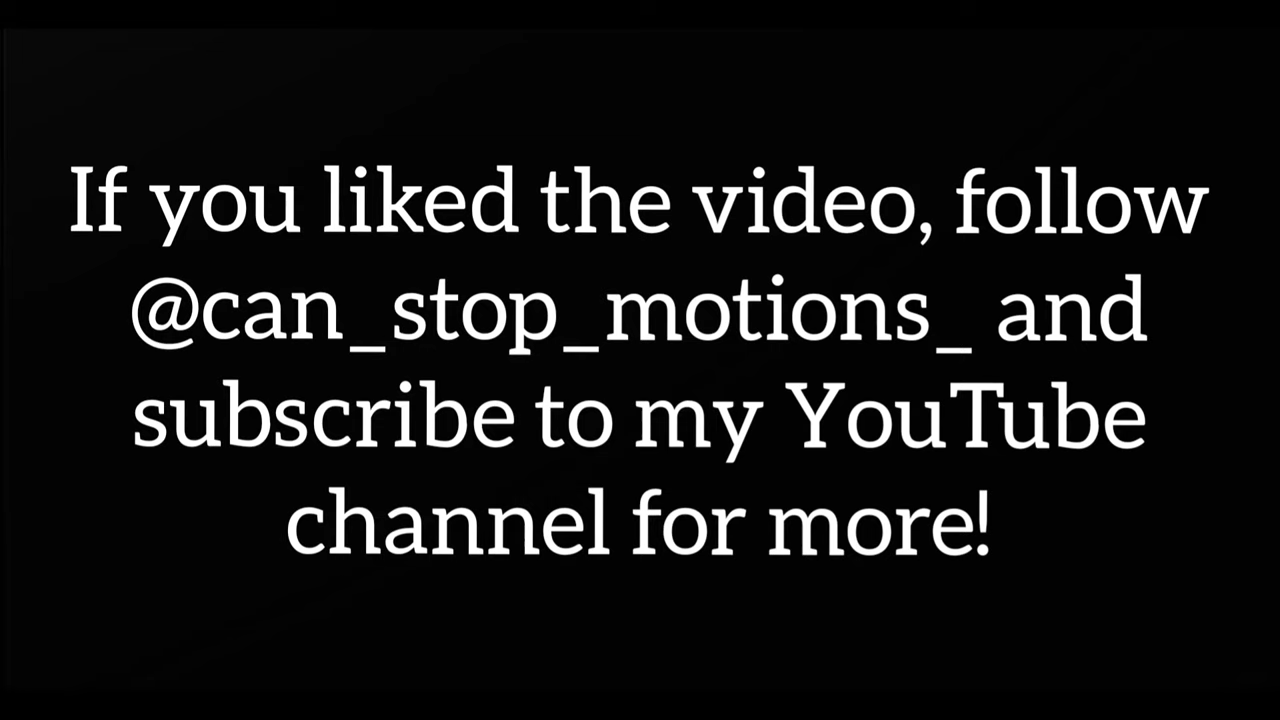 If you liked the video, follow
@can_stop_motions_ and
subscribe to my YouTube
channel for more!